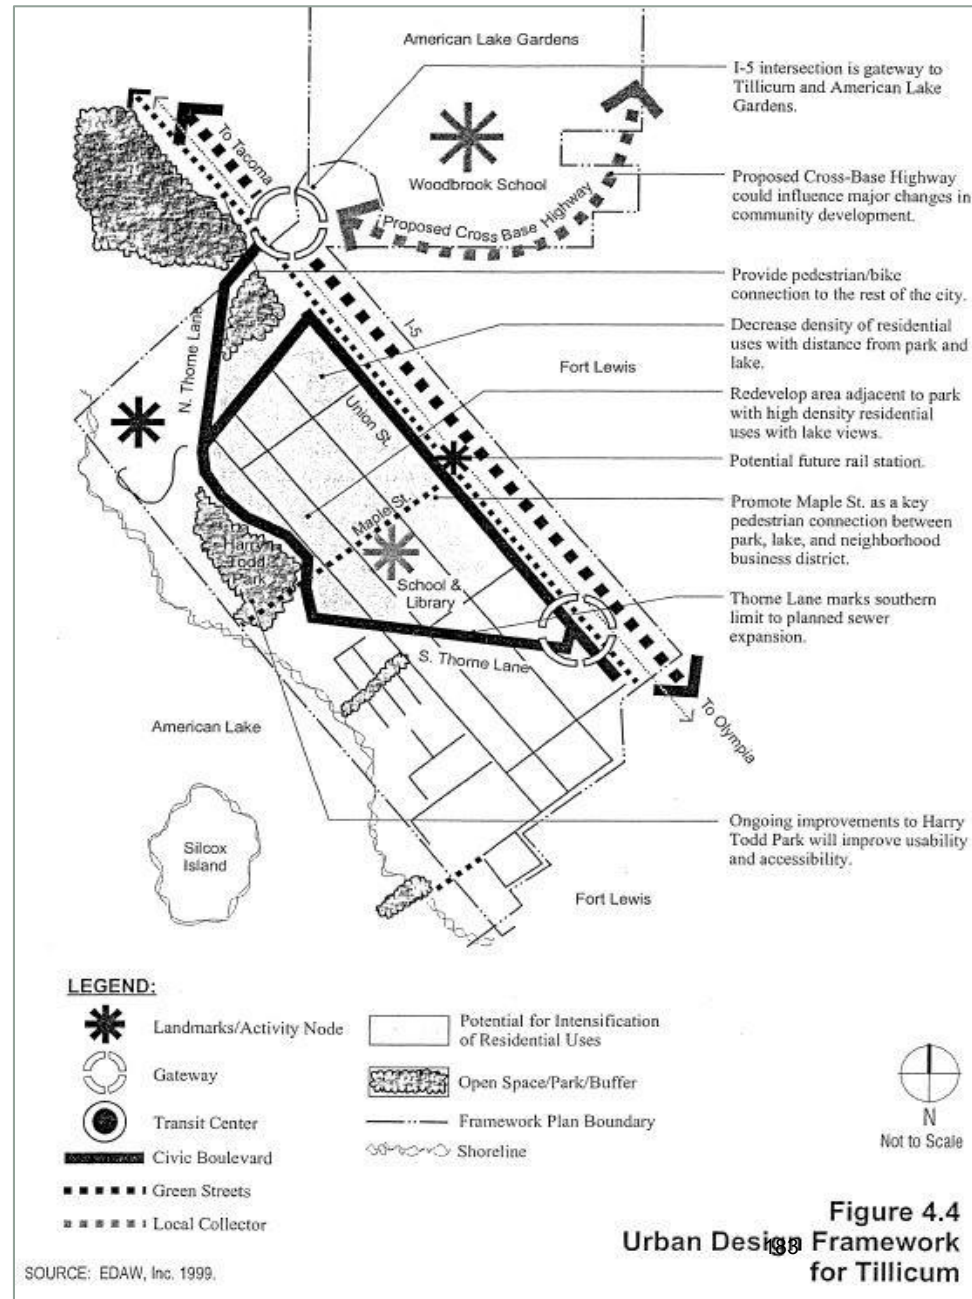 American Lake Gardens
I-5 intersection is gateway to
Tillicum and American Lake
Gardens.
To Tacoma
Woodbrook School
Proposed Cross Base Highway
Proposed Cross-Base Highway
could influence major changes in
community development.
Provide pedestrian/bike
connection to the rest of the city.
I-5
N. Thorne Lane
Decrease density of residential
uses with distance from park and
lake.
Fort Lewis
Union St.
Redevelop area adjacent to park
with high density residential
uses with lake views.
Potential future rail station.
Maple St.
Promote Maple St. as a key
pedestrian connection between
park, lake, and neighborhood
business district.
Harry
Todd
Park
School &
Library
Thorne Lane marks southern
limit to planned sewer
expansion.
S. Thorne Lane
To Olympia
American Lake
Silcox
Island
Ongoing improvements to Harry
Todd Park will improve usability
and accessibility.
Fort Lewis
LEGEND:
Landmarks/Activity Node
Gateway
Transit Center
Civic Boulevard
Green Streets
Local Collector
Potential for Intensification
of Residential Uses
Open Space/Park/Buffer
Framework Plan Boundary
Shoreline
N
Not to Scale
Figure 4.4
Urban Design Framework
for Tillicum
183
SOURCE: EDAW, Inc. 1999.